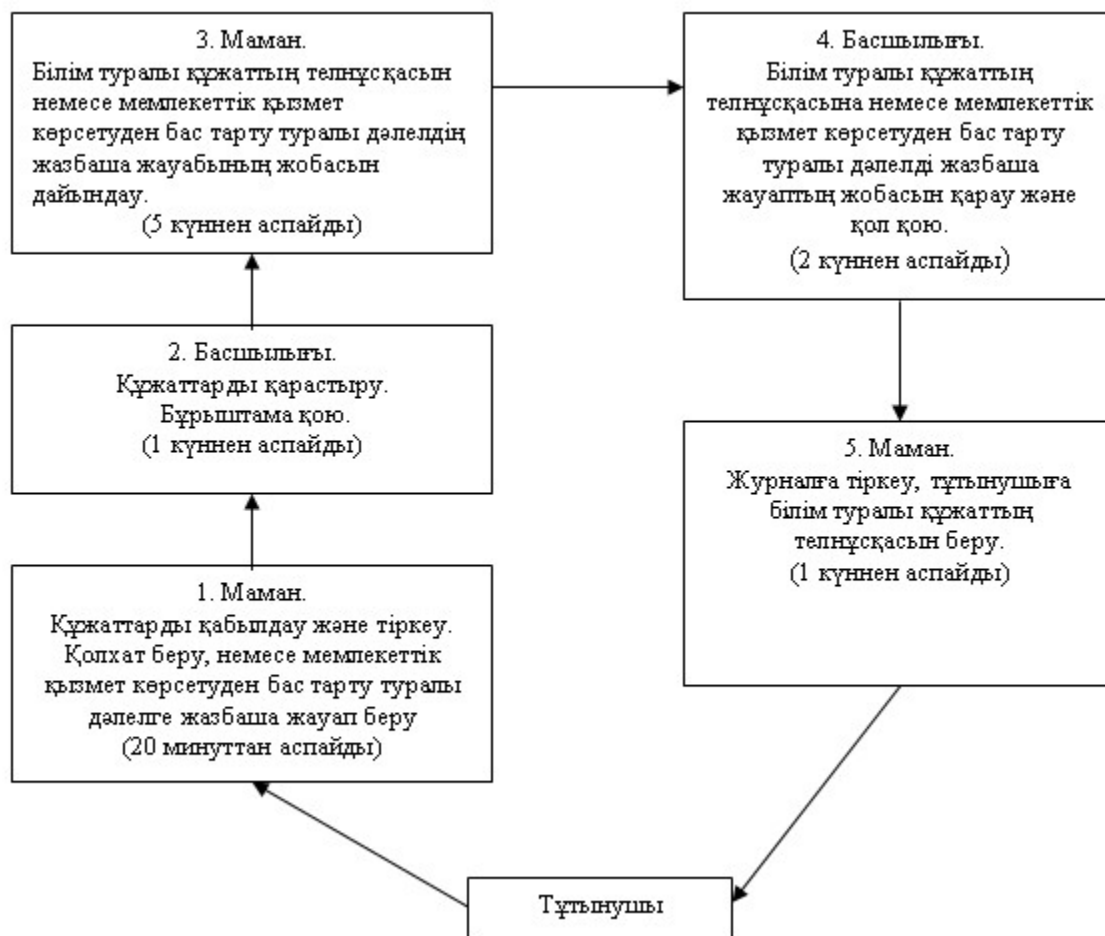 3. Маман.
Білім туралы құжаттың телнұсқасын
немесе мемлекеттік қызмет
көрсетуден бас тарту туралы дәлелдің
жазбаша жауабының жобасын
дайындау.
(5 күннен аспайды)
4. Басшылығы.
Білім туралы құжаттың
телнұсқасына немесе мемлекеттік
қызмет көрсетуден бас тарту
туралы дәлелді жазбаша
жауаптың жобасын қарау және
қол қою.
(2 күннен аспайды)
2. Басшылығы.
Құжаттарды қарастыру.
Бұрыштама қою.
(1 күннен аспайды)
5. Маман.
Журналға тіркеу, тұтынушыға
білім туралы құжаттың
телнұсқасын беру.
(1 күннен аспайды)
1. Маман.
Құжаттарды қабылдау және тіркеу.
Қолхат беру, немесе мемлекеттік
қызмет көрсетуден бас тарту туралы
дәлелге жазбаша жауап беру
(20 минуттан аспайды)
Тұтынушы